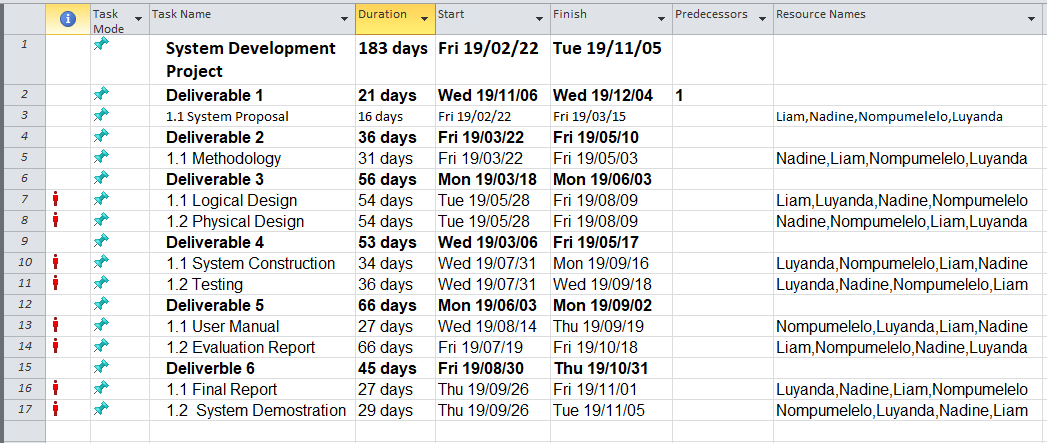 Task Mode Task Name Duration Start Finish Predecessors Resource Names
1 System Development Project 183 days Fri 19/02/22 Tue 19/11/05
2 Deliverable 1 21 days Wed 19/11/06 Wed 19/12/04 1
3 1.1 System Proposal 16 days Fri 19/02/22 Fri 19/03/15 Liam,Nadine,Nompumelelo,Luyanda
4 Deliverable 2 36 days Fri 19/03/22 Fri 19/05/10
5 1.1 Methodology 31 days Fri 19/03/22 Fri 19/05/03 Nadine,Liam,Nompumelelo,Luyanda
6 Deliverable 3 56 days Mon 19/03/18 Mon 19/06/03
7 1.1 Logical Design 54 days Tue 19/05/28 Fri 19/08/09 Liam,Luyanda,Nadine,Nompumelelo
8 1.2 Physical Design 54 days Tue 19/05/28 Fri 19/08/09 Nadine,Nompumelelo,Liam,Luyanda
9 Deliverable 4 53 days Wed 19/03/06 Fri 19/05/17
10 1.1 System Construction 34 days Wed 19/07/31 Mon 19/09/16 Luyanda,Nompumelelo,Liam,Nadine
11 1.2 Testing 36 days Wed 19/07/31 Wed 19/09/18 Luyanda,Nadine,Nompumelelo,Liam
12 Deliverable 5 66 days Mon 19/06/03 Mon 19/09/02
13 1.1 User Manual 27 days Wed 19/08/14 Thu 19/09/19 Nompumelelo,Luyanda,Liam,Nadine
14 1.2 Evaluation Report 66 days Fri 19/07/19 Fri 19/10/18 Liam,Nompumelelo,Nadine,Luyanda
15 Deliverble 6 45 days Fri 19/08/30 Thu 19/10/31
16 1.1 Final Report 27 days Thu 19/09/26 Fri 19/11/01 Luyanda,Nadine,Liam,Nompumelelo
17 1.2 System Demostration 29 days Thu 19/09/26 Tue 19/11/05 Nompumelelo,Luyanda,Nadine,Liam